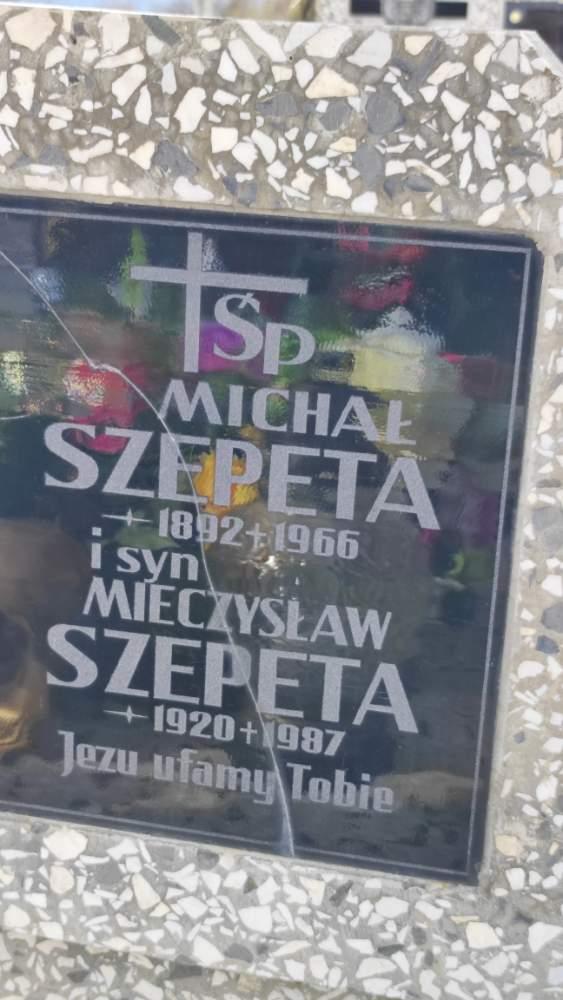 Śp
MICHAŁ
SZEPETA
1892 + 1966
i syn
MIECZYSŁAW
SZEPETA
1920 + 1987
Jezu ufamy Tobie